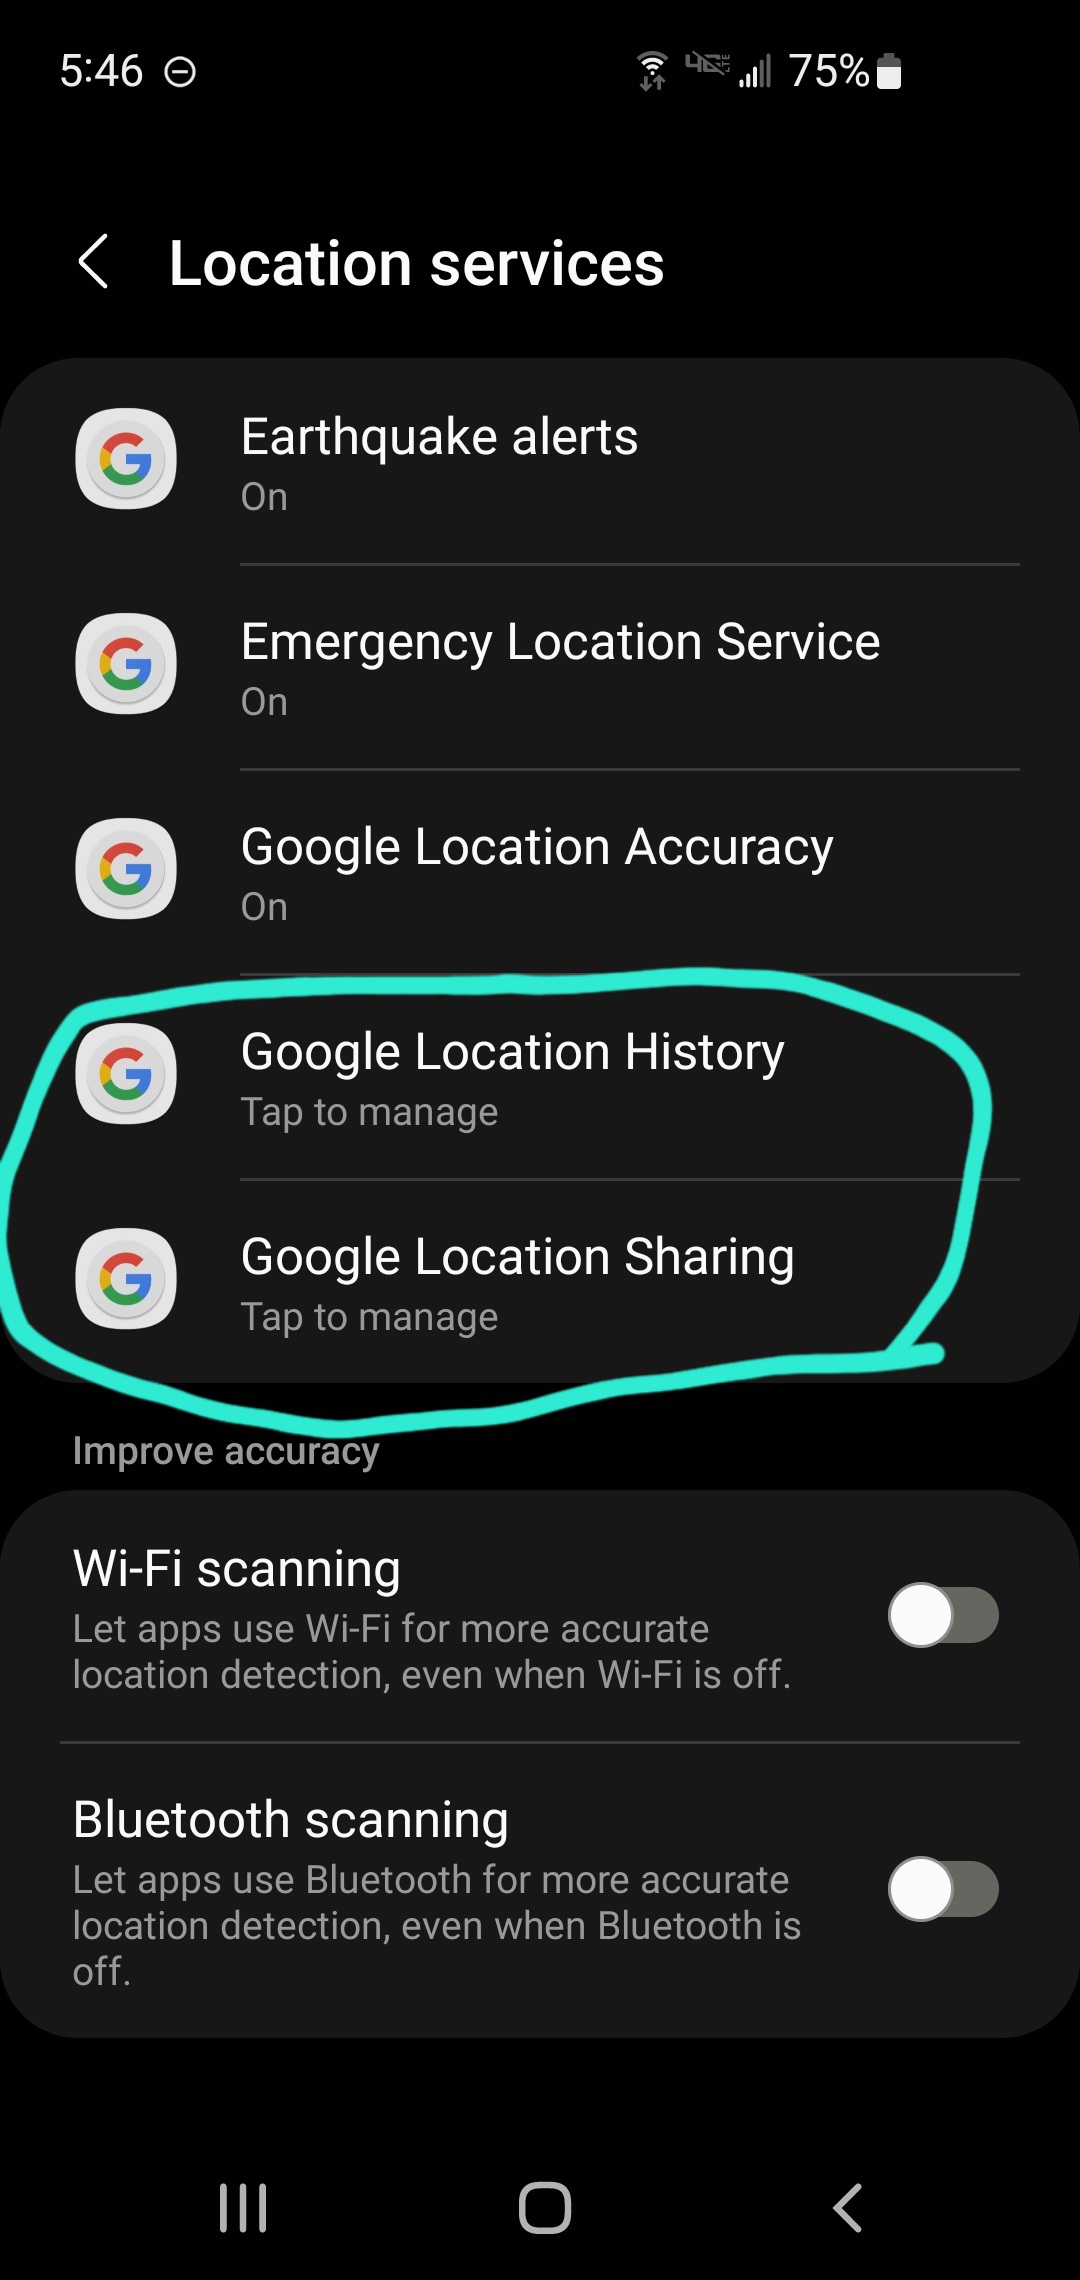 5:46 4G LTE 75%
Location services
Earthquake alerts
On
Emergency Location Service
On
Google Location Accuracy
On
Google Location History
Tap to manage
Google Location Sharing
Tap to manage
Improve accuracy
Wi-Fi scanning
Let apps use Wi-Fi for more accurate
location detection, even when Wi-Fi is off.
Bluetooth scanning
Let apps use Bluetooth for more accurate
location detection, even when Bluetooth is
off.